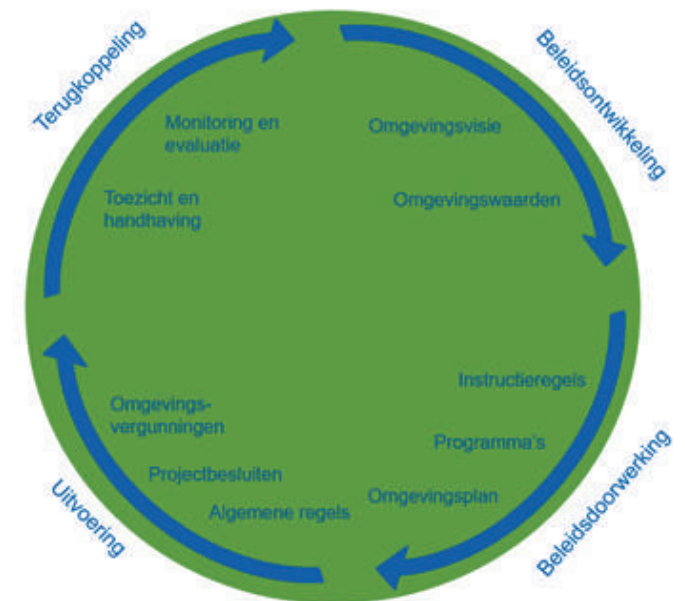 Beleidsontwikkeling
Omgevingsvisie
Omgevingswaarden
Beleidsdoorwerking
Instructieregels
Programma's
Omgevingsplan
Uitvoering
Algemene regels
Projectbesluiten
Omgevings-
vergunningen
Terugkoppeling
Toezicht en
handhaving
Monitoring en
evaluatie